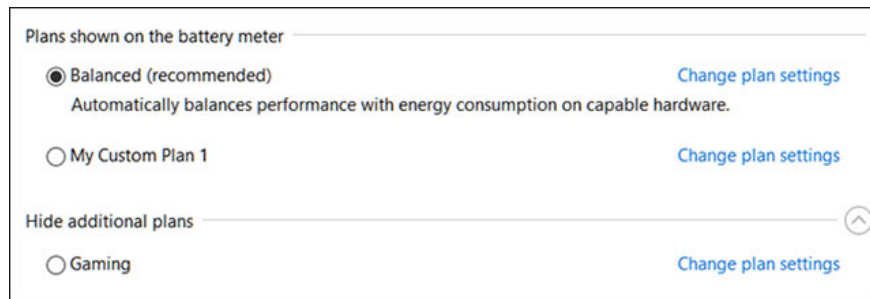 Plans shown on the battery meter
Balanced (recommended)
Change plan settings
Automatically balances performance with energy consumption on capable hardware.
My Custom Plan 1
Change plan settings
Hide additional plans
Gaming
Change plan settings